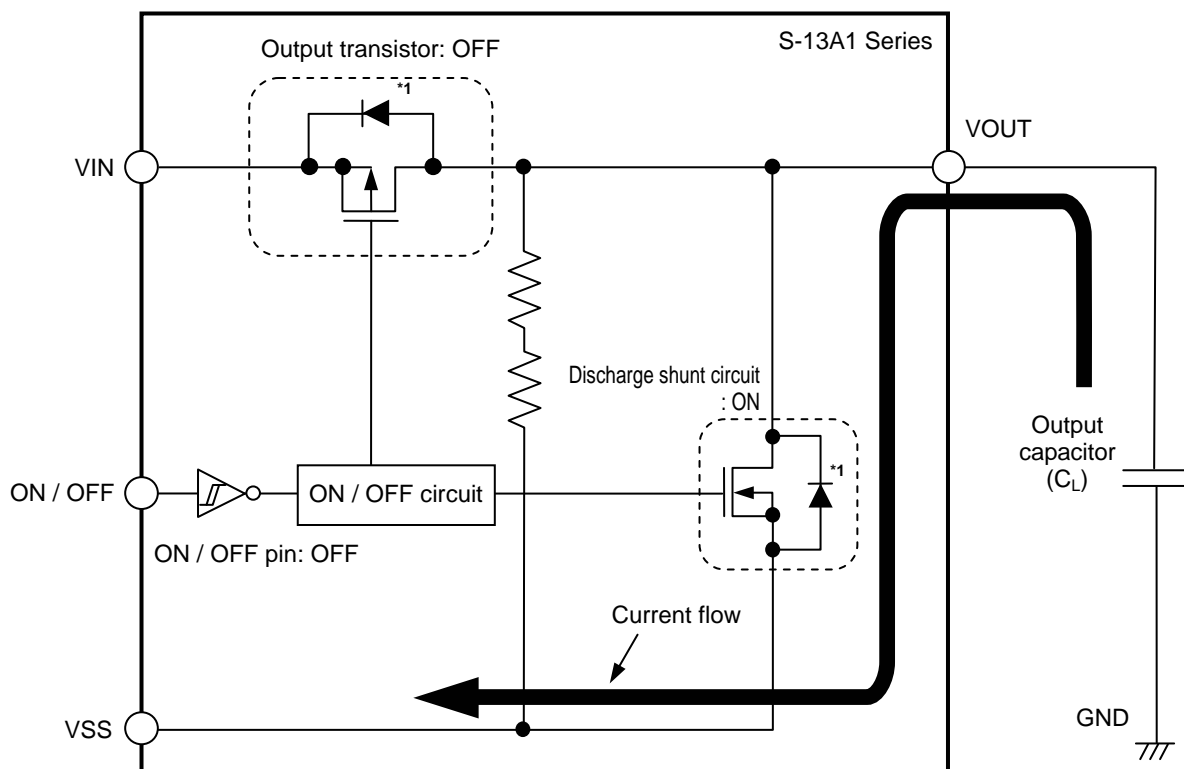 S-13A1 Series
Output transistor: OFF
*1
VOUT
VIN
Discharge shunt circuit
: ON
*1
Output
capacitor
(CL)
ON / OFF
ON / OFF circuit
ON / OFF pin: OFF
Current flow
GND
VSS